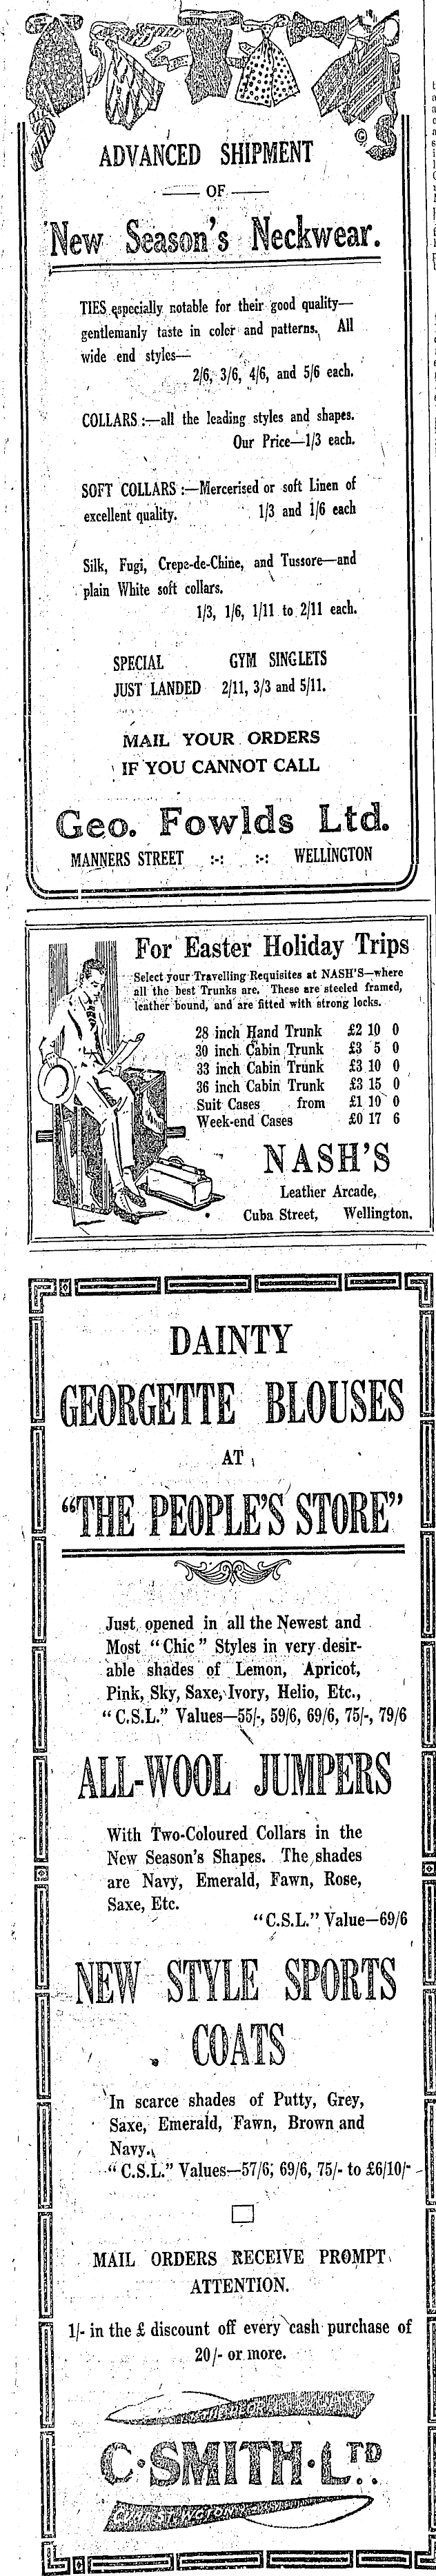 ADVANCED SHIPMENT
OF
New Season's Neckwear.
TIES especially notable for their good quality—
gentlemanly taste in color and patterns. All
wide end styles—
2/6, 3/6, 4/6, and 5/6 each.
COLLARS :—all the leading styles and shapes.
Our Price—1/3 each.
SOFT COLLARS :—Mercerised or soft Linen of
excellent quality. 1/3 and 1/6 each
Silk, Fugi, Crepe-de-Chine, and Tussore—and
plain White soft collars.
1/3, 1/6, 1/11 to 2/11 each.
SPECIAL GYM SINGLETS
JUST LANDED 2/11, 3/3 and 5/11.
MAIL YOUR ORDERS
IF YOU CANNOT CALL
Geo. Fowlds Ltd.
MANNERS STREET :-: :-: WELLINGTON
For Easter Holiday Trips
Select your Travelling Requisites at NASH'S—where
all the best Trunks are. These are steeled framed,
leather bound, and are fitted with strong locks.
28 inch Hand Trunk £2 10 0
30 inch Cabin Trunk £3 5 0
33 inch Cabin Trunk £3 10 0
36 inch Cabin Trunk £3 15 0
Suit Cases from £1 10 0
Week-end Cases £0 17 6
NASH'S
Leather Arcade,
Cuba Street, Wellington.
DAINTY
GEORGETTE BLOUSES
AT
"THE PEOPLE'S STORE"
Just opened in all the Newest and
Most "Chic" Styles in very desir-
able shades of Lemon, Apricot,
Pink, Sky, Saxe, Ivory, Helio, Etc.,
"C.S.L." Values—55/-, 59/6, 69/6, 75/-, 79/6
ALL-WOOL JUMPERS
With Two-Coloured Collars in the
New Season's Shapes. The shades
are Navy, Emerald, Fawn, Rose,
Saxe, Etc.
"C.S.L." Value—69/6
NEW STYLE SPORTS
COATS
In scarce shades of Putty, Grey,
Saxe, Emerald, Fawn, Brown and
Navy.
"C.S.L." Values—57/6; 69/6, 75/- to £6/10/-
MAIL ORDERS RECEIVE PROMPT
ATTENTION.
1/- in the £ discount off every cash purchase of
20/- or more.
C·SMITH·LTD.